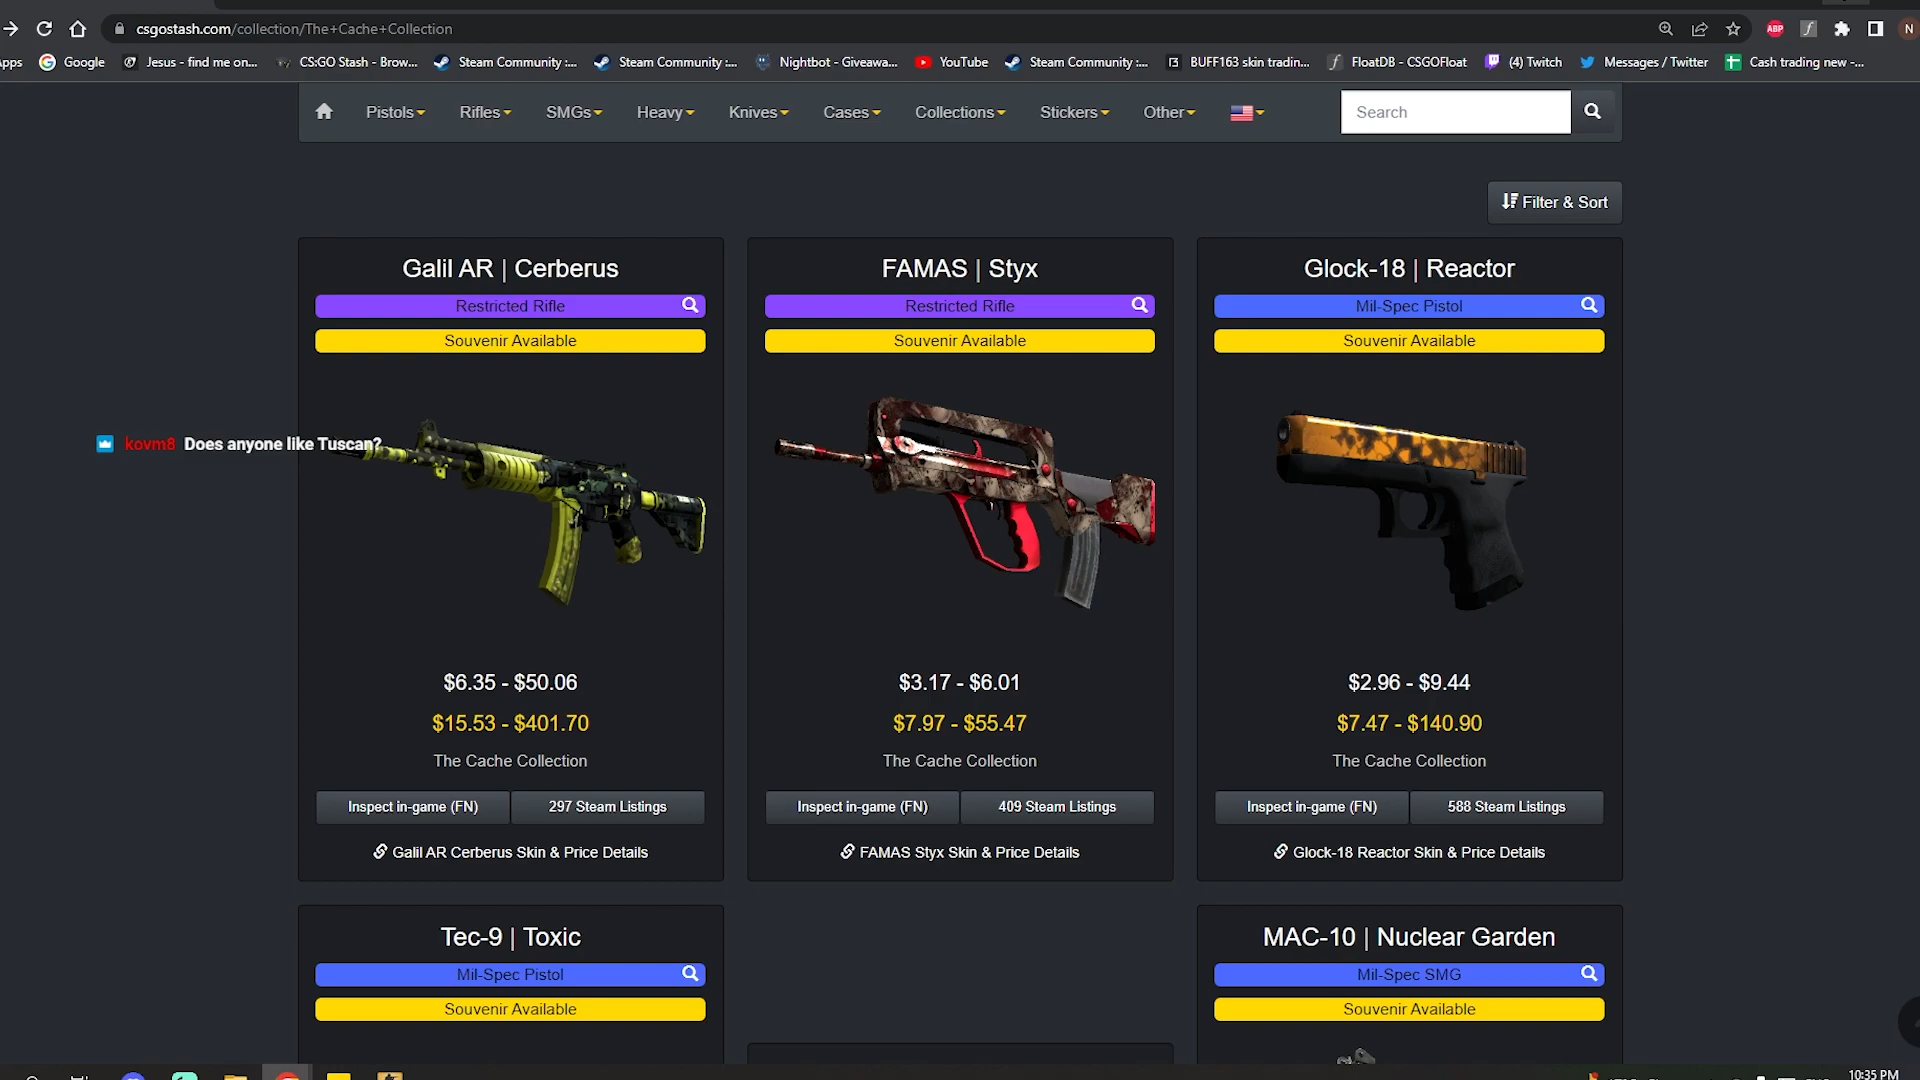 csgostash.com/collection/The+Cache+Collection
ABP
f
N
Apps
Google
Jesus - find me on...
CS:GO Stash - Brow...
Steam Community :...
Steam Community :...
Nightbot - Giveawa...
YouTube
Steam Community :...
BUFF163 skin tradin...
FloatDB - CSGOFloat
(4) Twitch
Messages / Twitter
Cash trading new -...
Pistols
Rifles
SMGs
Heavy
Knives
Cases
Collections
Stickers
Other
Search
Filter & Sort
Galil AR | Cerberus
Restricted Rifle
Souvenir Available
$6.35 - $50.06
$15.53 - $401.70
The Cache Collection
Inspect in-game (FN)
297 Steam Listings
Galil AR Cerberus Skin & Price Details
FAMAS | Styx
Restricted Rifle
Souvenir Available
$3.17 - $6.01
$7.97 - $55.47
The Cache Collection
Inspect in-game (FN)
409 Steam Listings
FAMAS Styx Skin & Price Details
Glock-18 | Reactor
Mil-Spec Pistol
Souvenir Available
$2.96 - $9.44
$7.47 - $140.90
The Cache Collection
Inspect in-game (FN)
588 Steam Listings
Glock-18 Reactor Skin & Price Details
kovm8 Does anyone like Tuscan?
Tec-9 | Toxic
Mil-Spec Pistol
Souvenir Available
MAC-10 | Nuclear Garden
Mil-Spec SMG
Souvenir Available
10:35 PM